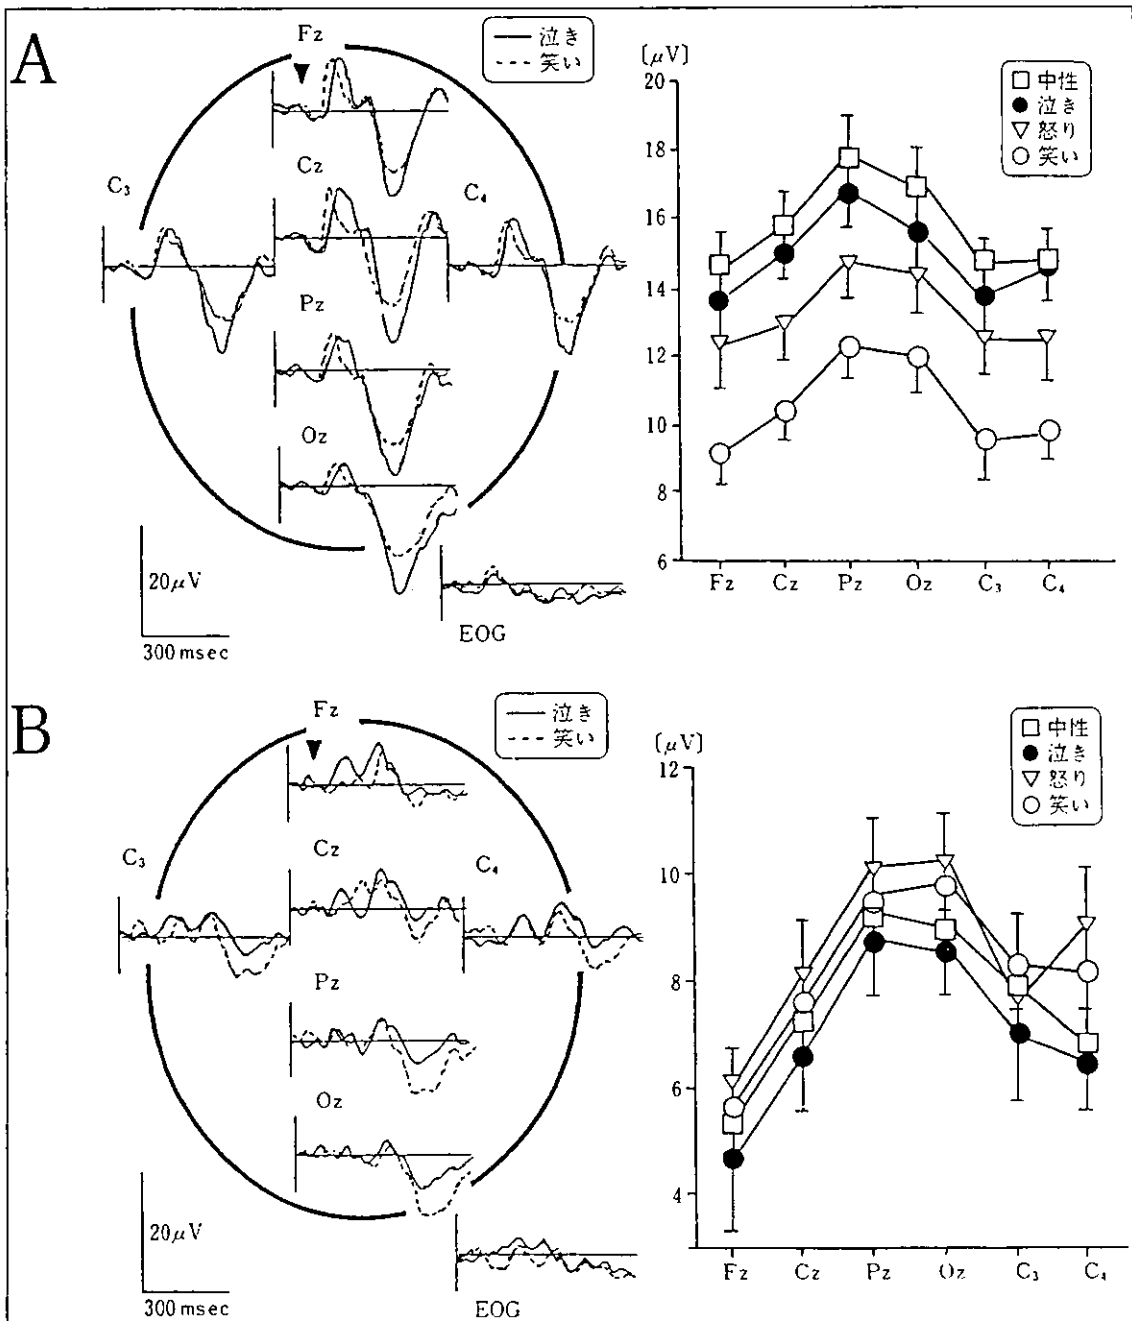 A
Fz
泣き
笑い
Cz
C₃
C₄
Pz
Oz
20μV
300 msec
EOG
[μV]
20
18
16
14
12
10
8
6
中性
泣き
怒り
笑い
Fz Cz Pz Oz C₃ C₄
B
Fz
泣き
笑い
C₃
Cz
C₄
Pz
Oz
20μV
300 msec
EOG
[μV]
12
10
8
6
4
中性
泣き
怒り
笑い
Fz Cz Pz Oz C₃ C₄